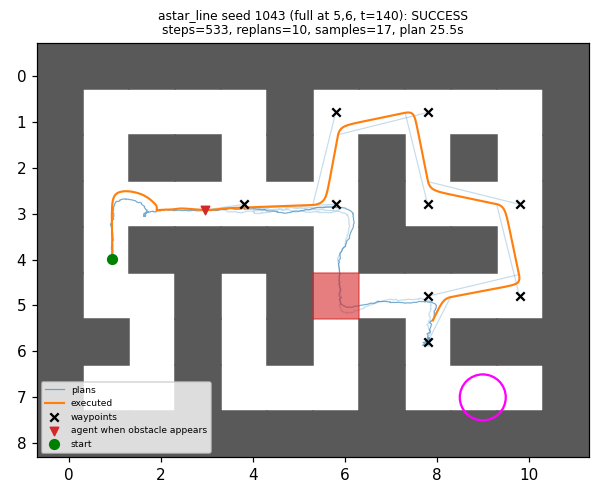 astar_line seed 1043 (full at 5,6, t=140): SUCCESS
steps=533, replans=10, samples=17, plan 25.5s
0
1
2
3
4
5
6
7
8
plans
executed
waypoints
agent when obstacle appears
start
0 2 4 6 8 10